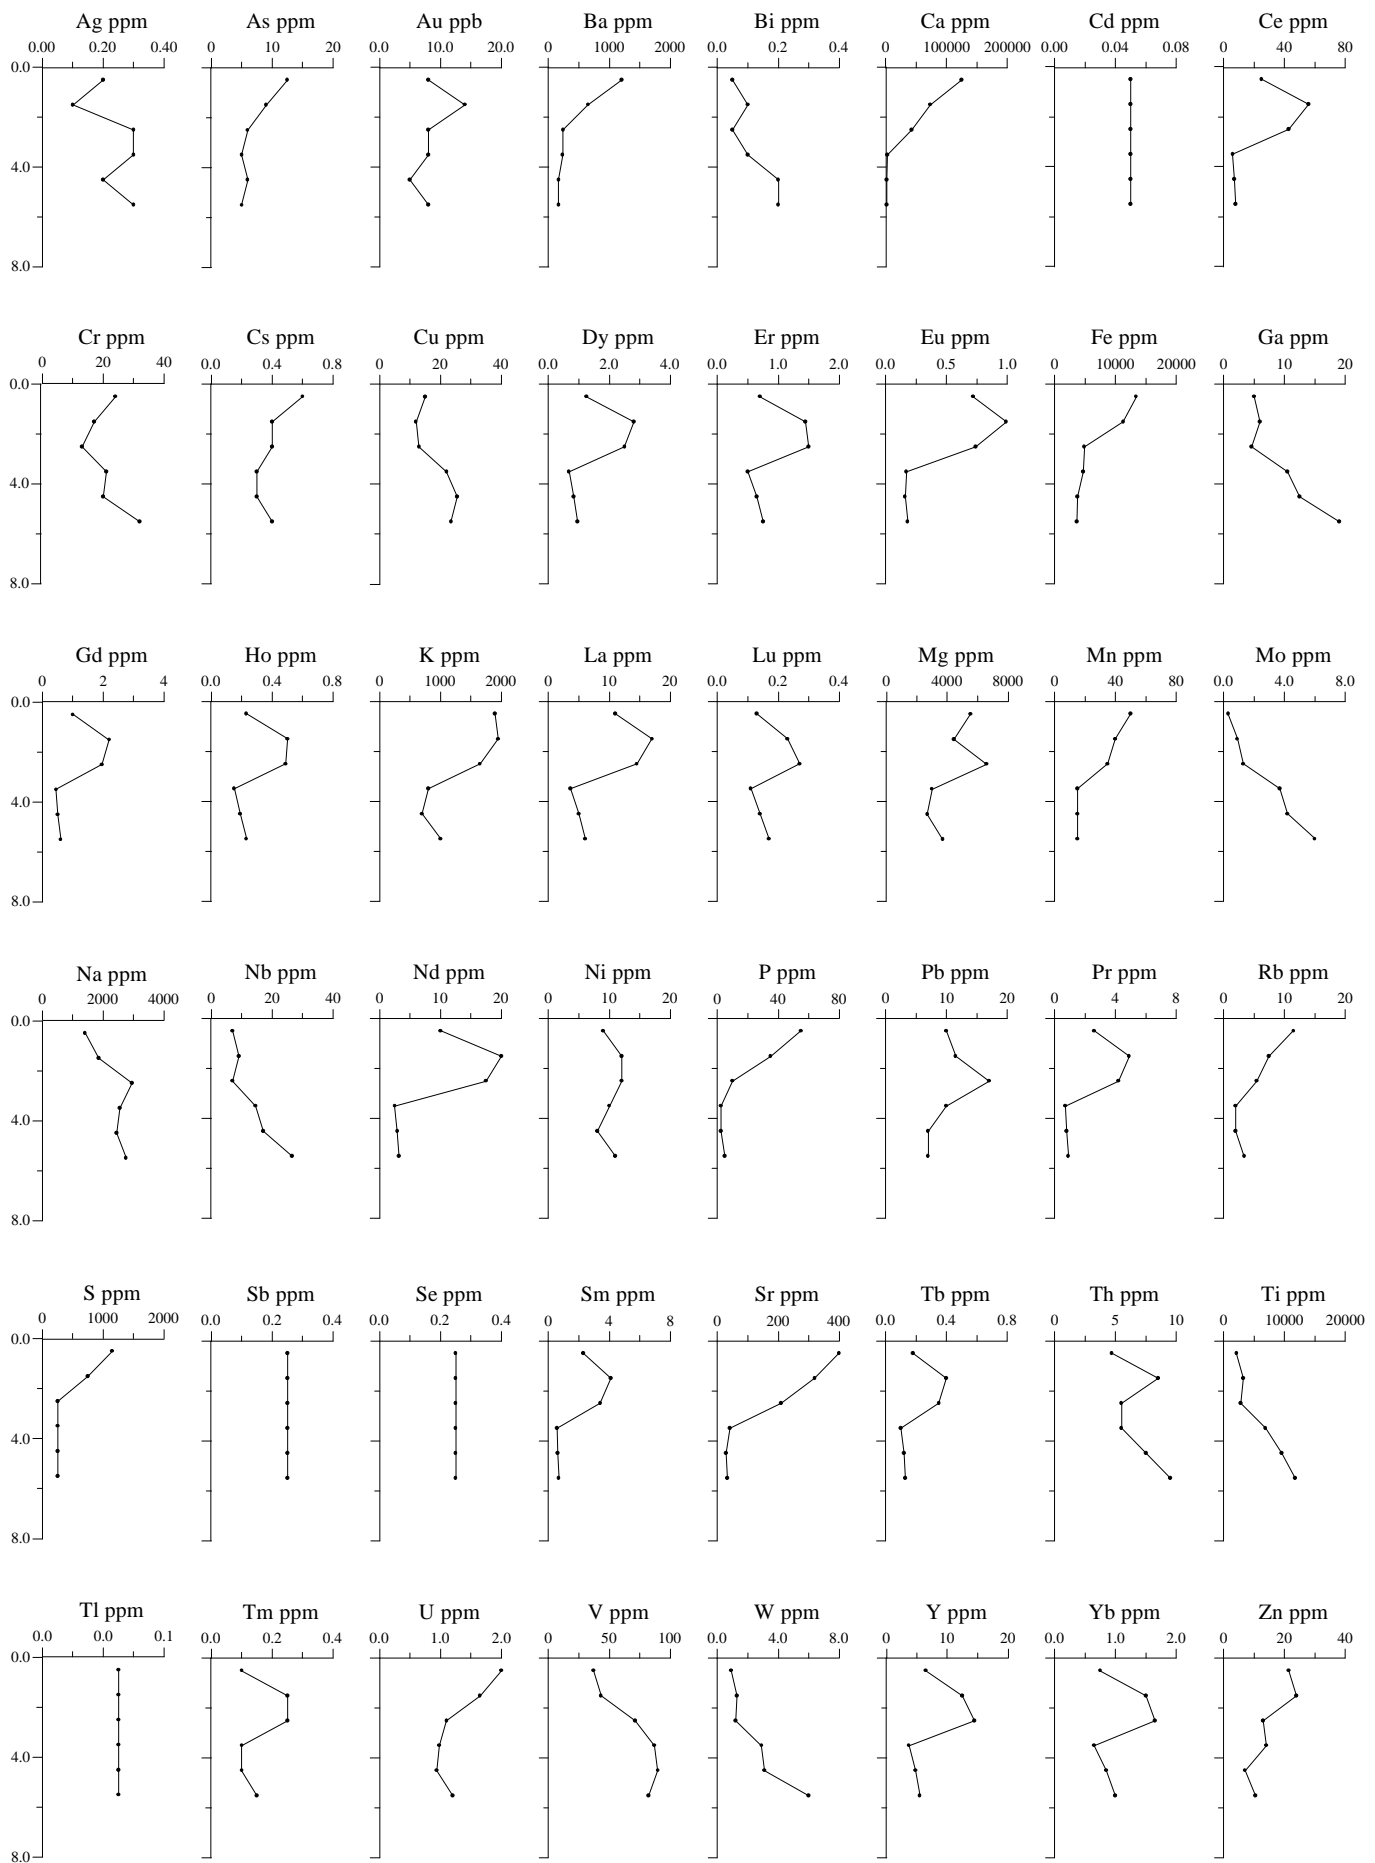 Ag ppm As ppm Au ppb Ba ppm Bi ppm Ca ppm Cd ppm Ce ppm
0.00 0.20 0.40 0 10 20 0.0 10.0 20.0 0 1000 2000 0.0 0.2 0.4 0 100000 200000 0.00 0.04 0.08 0 40 80
0.0
4.0
8.0
Cr ppm Cs ppm Cu ppm Dy ppm Er ppm Eu ppm Fe ppm Ga ppm
0 20 40 0.0 0.4 0.8 0 20 40 0.0 2.0 4.0 0.0 1.0 2.0 0.0 0.5 1.0 0 10000 20000 0 10 20
0.0
4.0
8.0
Gd ppm Ho ppm K ppm La ppm Lu ppm Mg ppm Mn ppm Mo ppm
0 2 4 0.0 0.4 0.8 0 1000 2000 0 10 20 0.0 0.2 0.4 0 4000 8000 0 40 80 0.0 4.0 8.0
0.0
4.0
8.0
Na ppm Nb ppm Nd ppm Ni ppm P ppm Pb ppm Pr ppm Rb ppm
0 2000 4000 0 20 40 0 10 20 0 10 20 0 40 80 0 10 20 0 4 8 0 10 20
0.0
4.0
8.0
S ppm Sb ppm Se ppm Sm ppm Sr ppm Tb ppm Th ppm Ti ppm
0 1000 2000 0.0 0.2 0.4 0.0 0.2 0.4 0 4 8 0 200 400 0.0 0.4 0.8 0 5 10 0 10000 20000
0.0
4.0
8.0
Tl ppm Tm ppm U ppm V ppm W ppm Y ppm Yb ppm Zn ppm
0.0 0.0 0.1 0.0 0.2 0.4 0.0 1.0 2.0 0 50 100 0.0 4.0 8.0 0 10 20 0.0 1.0 2.0 0 20 40
0.0
4.0
8.0